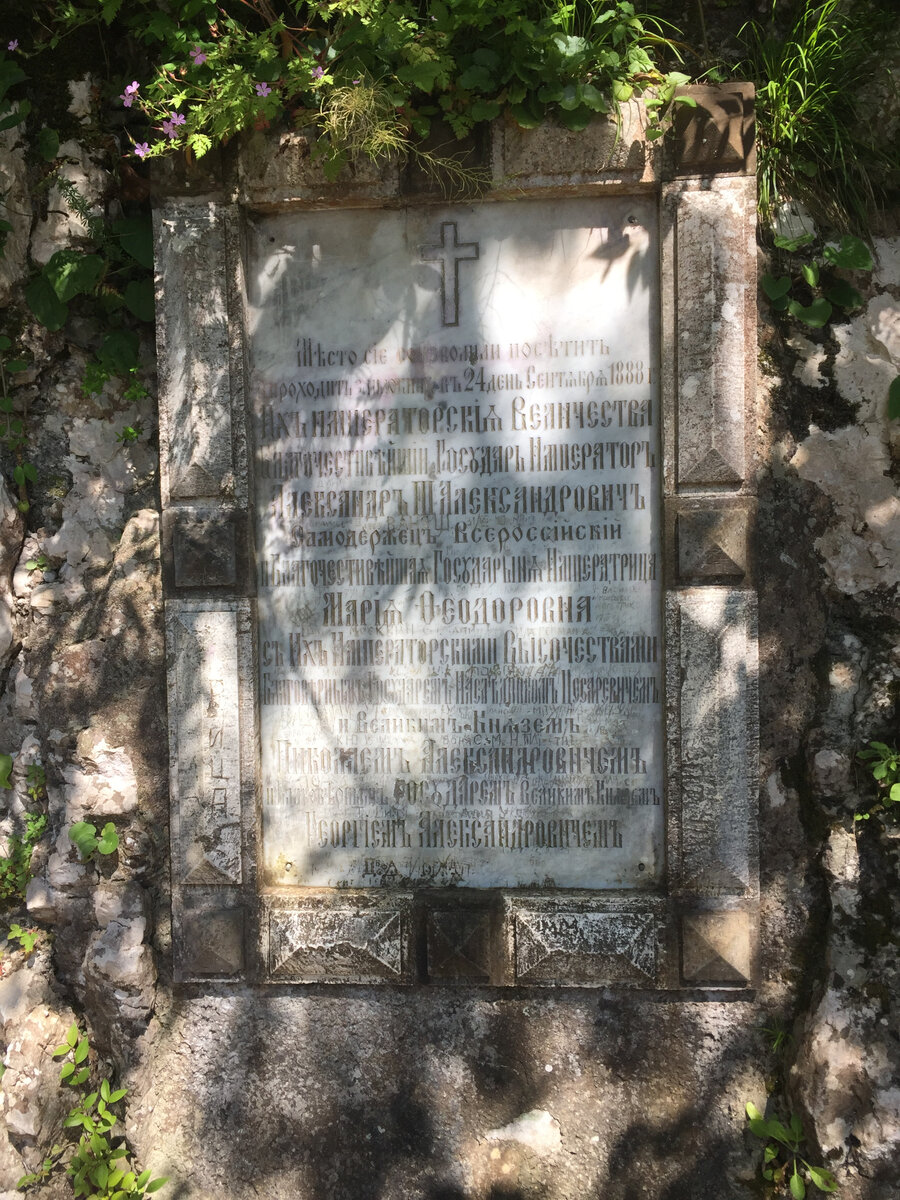 Мѣсто сіе соизволили посѣтить
и проходить въ 24 день Сентября 1888 г
Ихъ Императорскія Величества
Благочестивѣйшій Государь Императоръ
Александръ III Александровичъ
Самодержецъ Всероссійскій
и Благочестивѣйшая Государыня Императрица
Марія Ѳеодоровна
съ Ихъ Императорскими Высочествами
Благовѣрнымъ Государемъ Наслѣдникомъ Цесаревичемъ
и Великимъ Княземъ
Николаемъ Александровичемъ
и Благовѣрнымъ Государемъ Великимъ Княземъ
Георгіемъ Александровичемъ